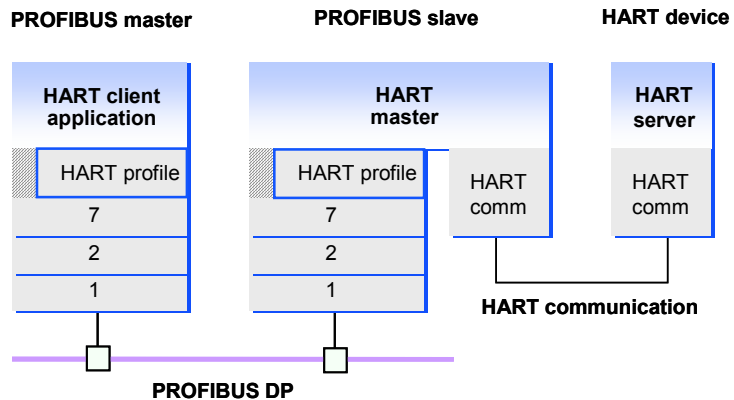 PROFIBUS master
PROFIBUS slave
HART device
HART client
application
HART
master
HART
server
HART profile
HART profile
HART
comm
HART
comm
7
7
2
2
1
1
HART communication
PROFIBUS DP